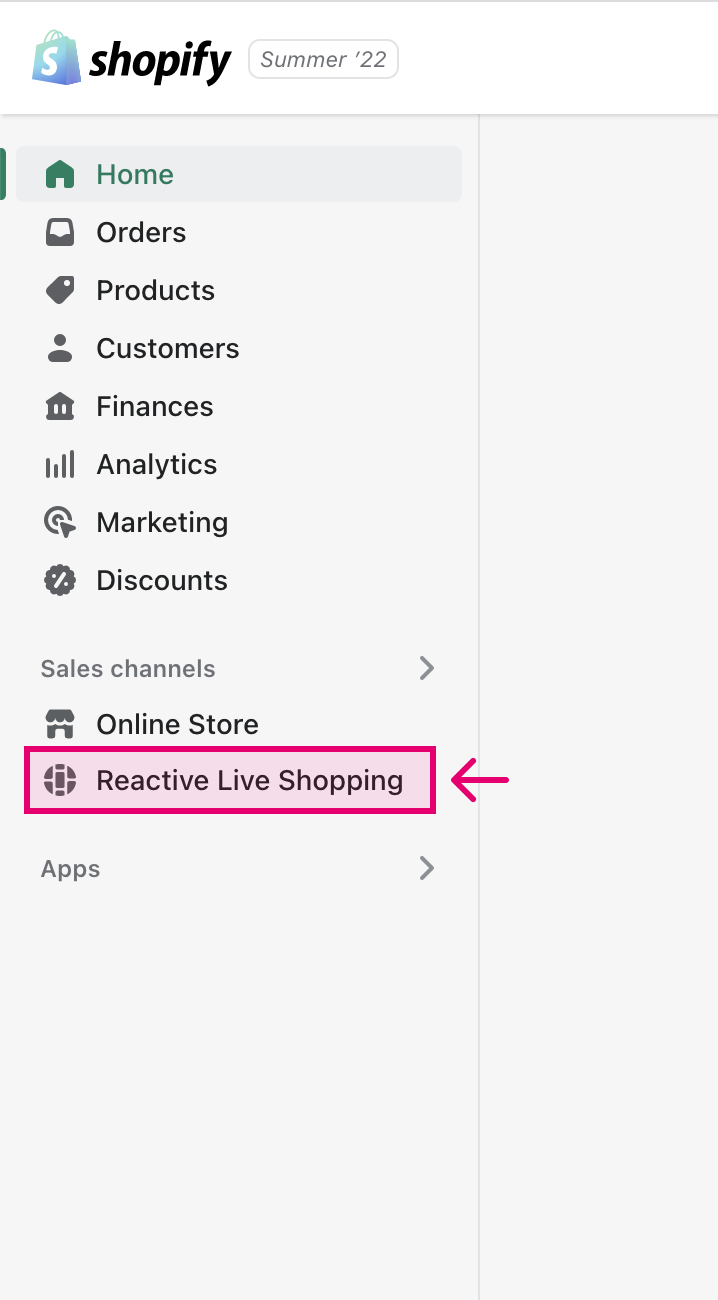 shopify Summer ’22
Home
Orders
Products
Customers
Finances
Analytics
Marketing
Discounts
Sales channels
Online Store
Reactive Live Shopping
Apps